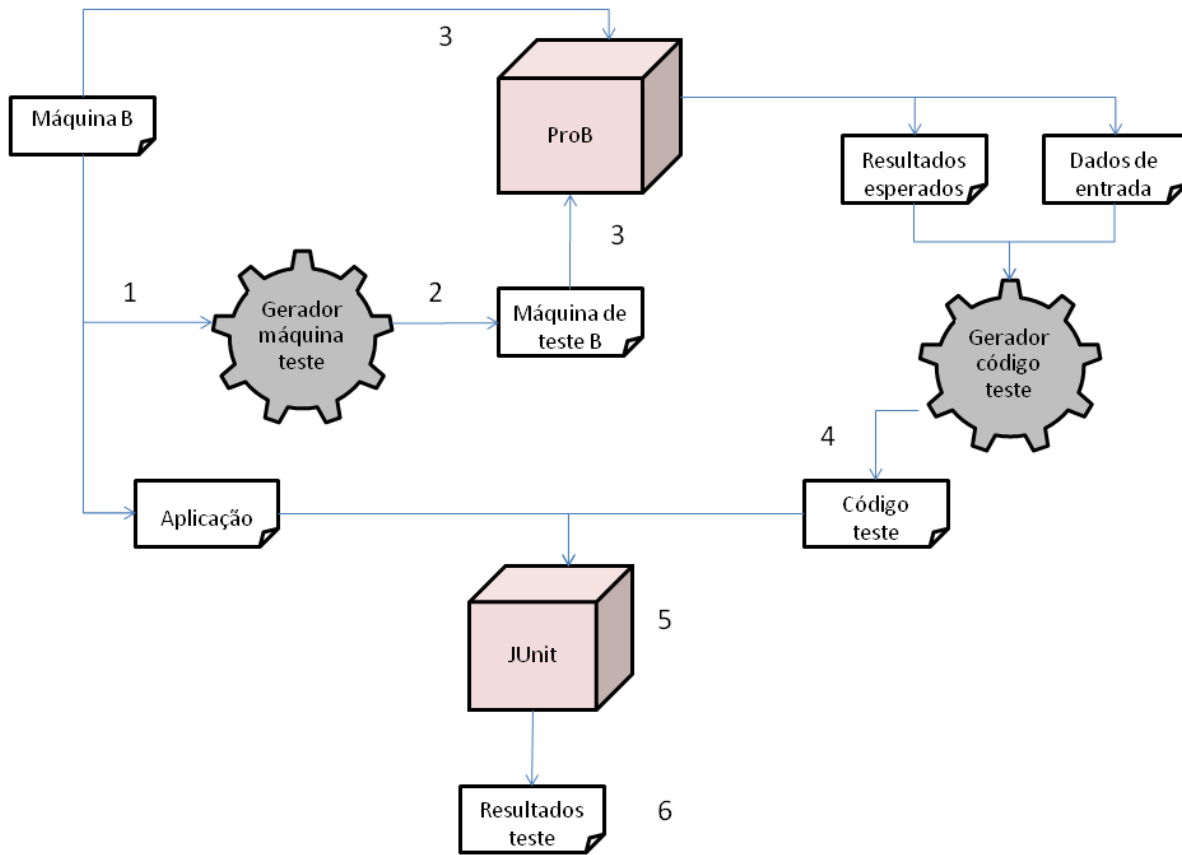 3
Máquina B
ProB
Resultados
esperados
Dados de
entrada
3
1
Gerador
máquina
teste
2
Máquina de
teste B
Gerador
código
teste
4
Aplicação
Código
teste
5
JUnit
Resultados
teste
6